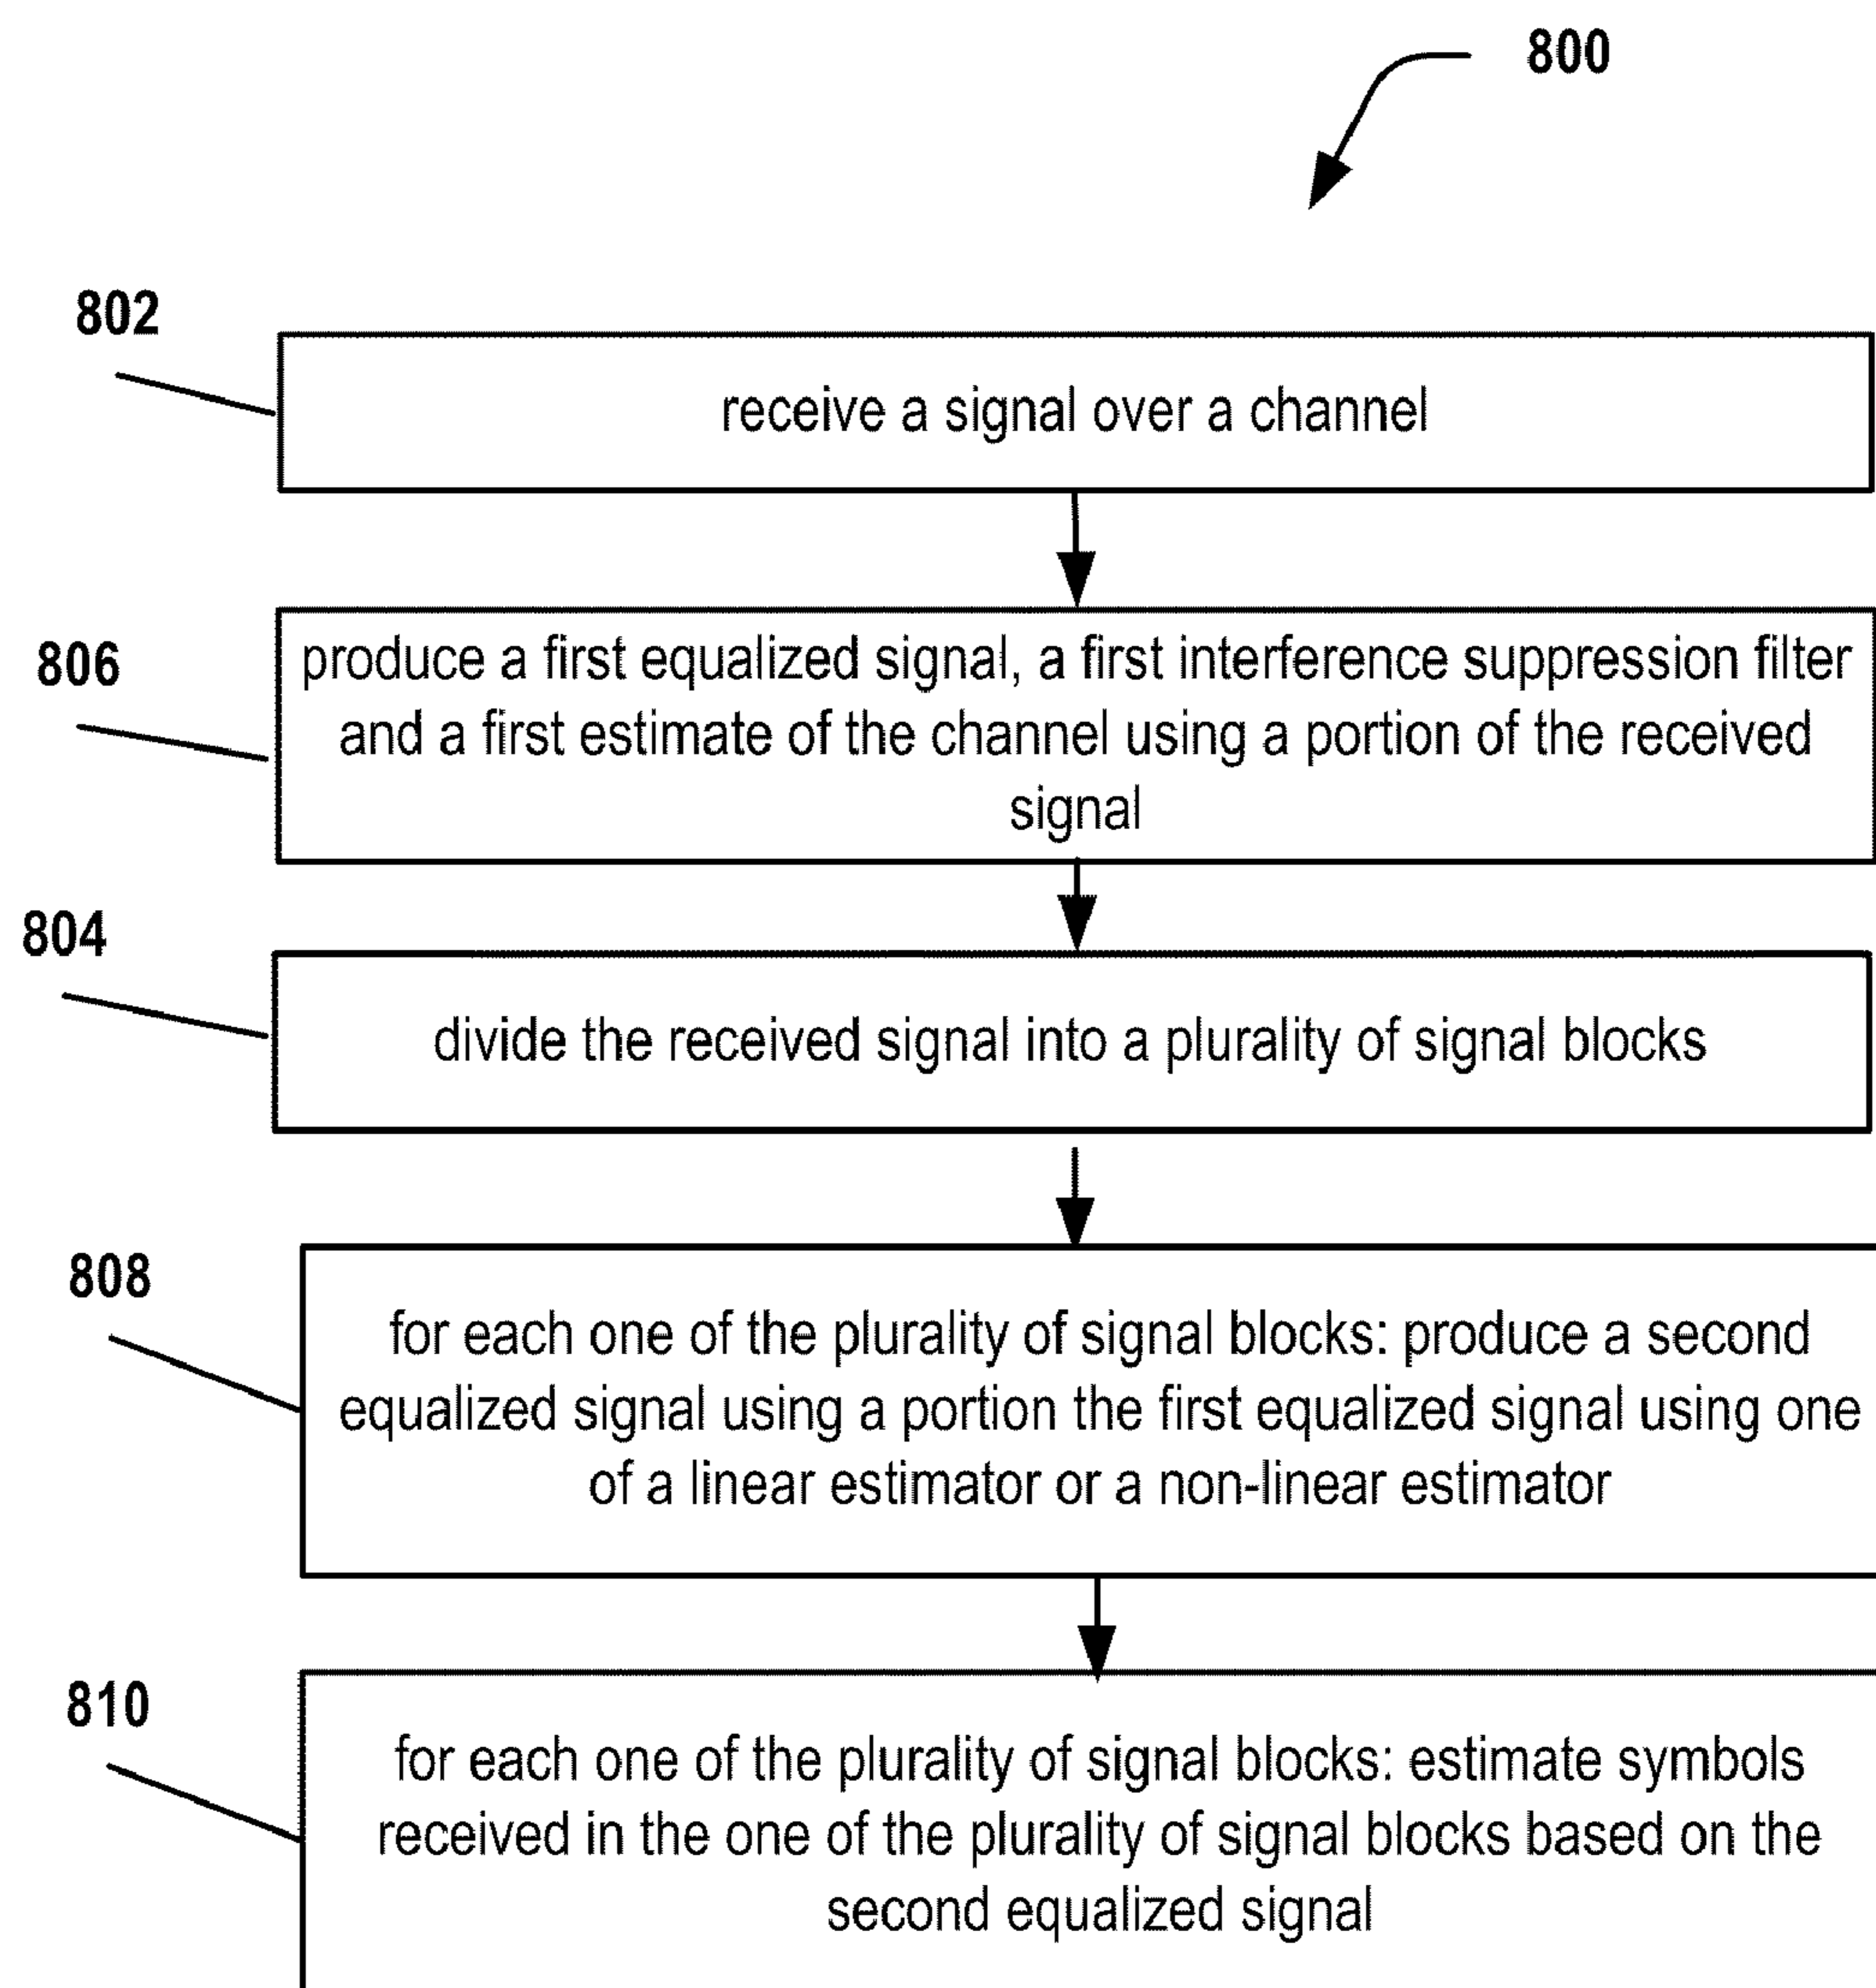 800
802
receive a signal over a channel
806
produce a first equalized signal, a first interference suppression filter
and a first estimate of the channel using a portion of the received
signal
804
divide the received signal into a plurality of signal blocks
808
for each one of the plurality of signal blocks: produce a second
equalized signal using a portion the first equalized signal using one
of a linear estimator or a non-linear estimator
810
for each one of the plurality of signal blocks: estimate symbols
received in the one of the plurality of signal blocks based on the
second equalized signal